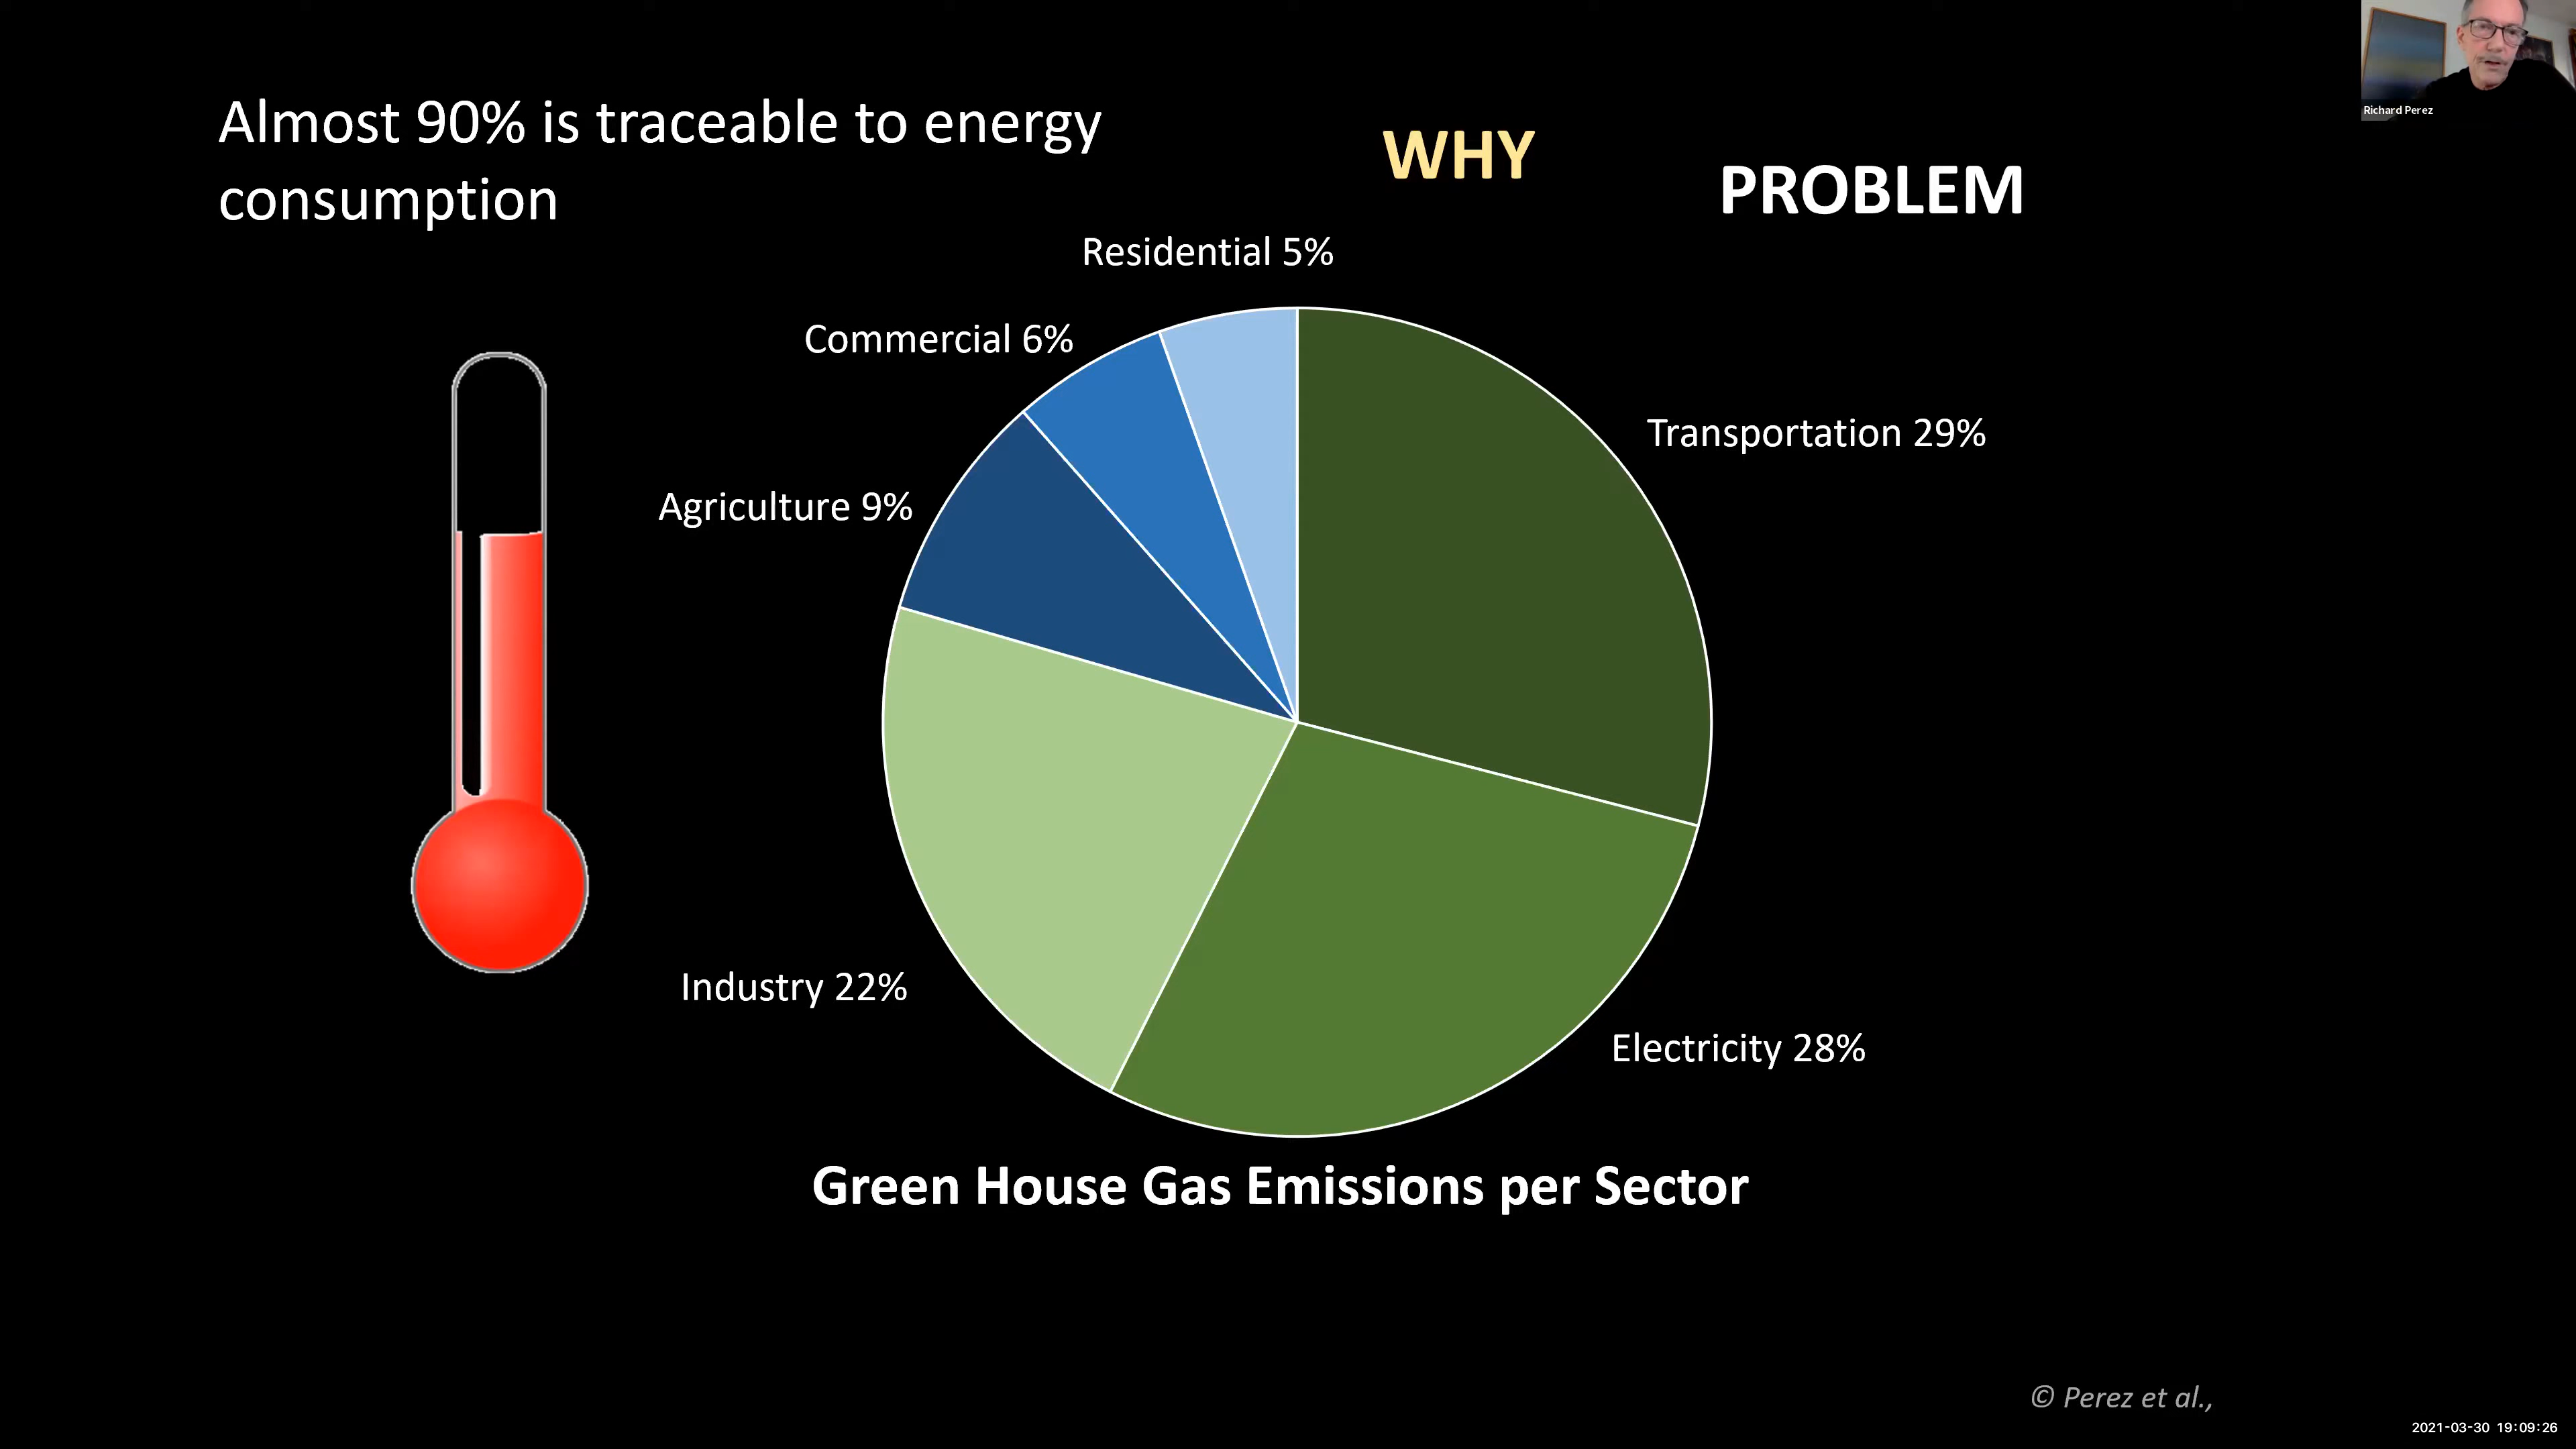 Almost 90% is traceable to energy
consumption
WHY
PROBLEM
Richard Perez
Residential 5%
Commercial 6%
Transportation 29%
Agriculture 9%
Industry 22%
Electricity 28%
Green House Gas Emissions per Sector
© Perez et al.,
2021-03-30 19:09:26